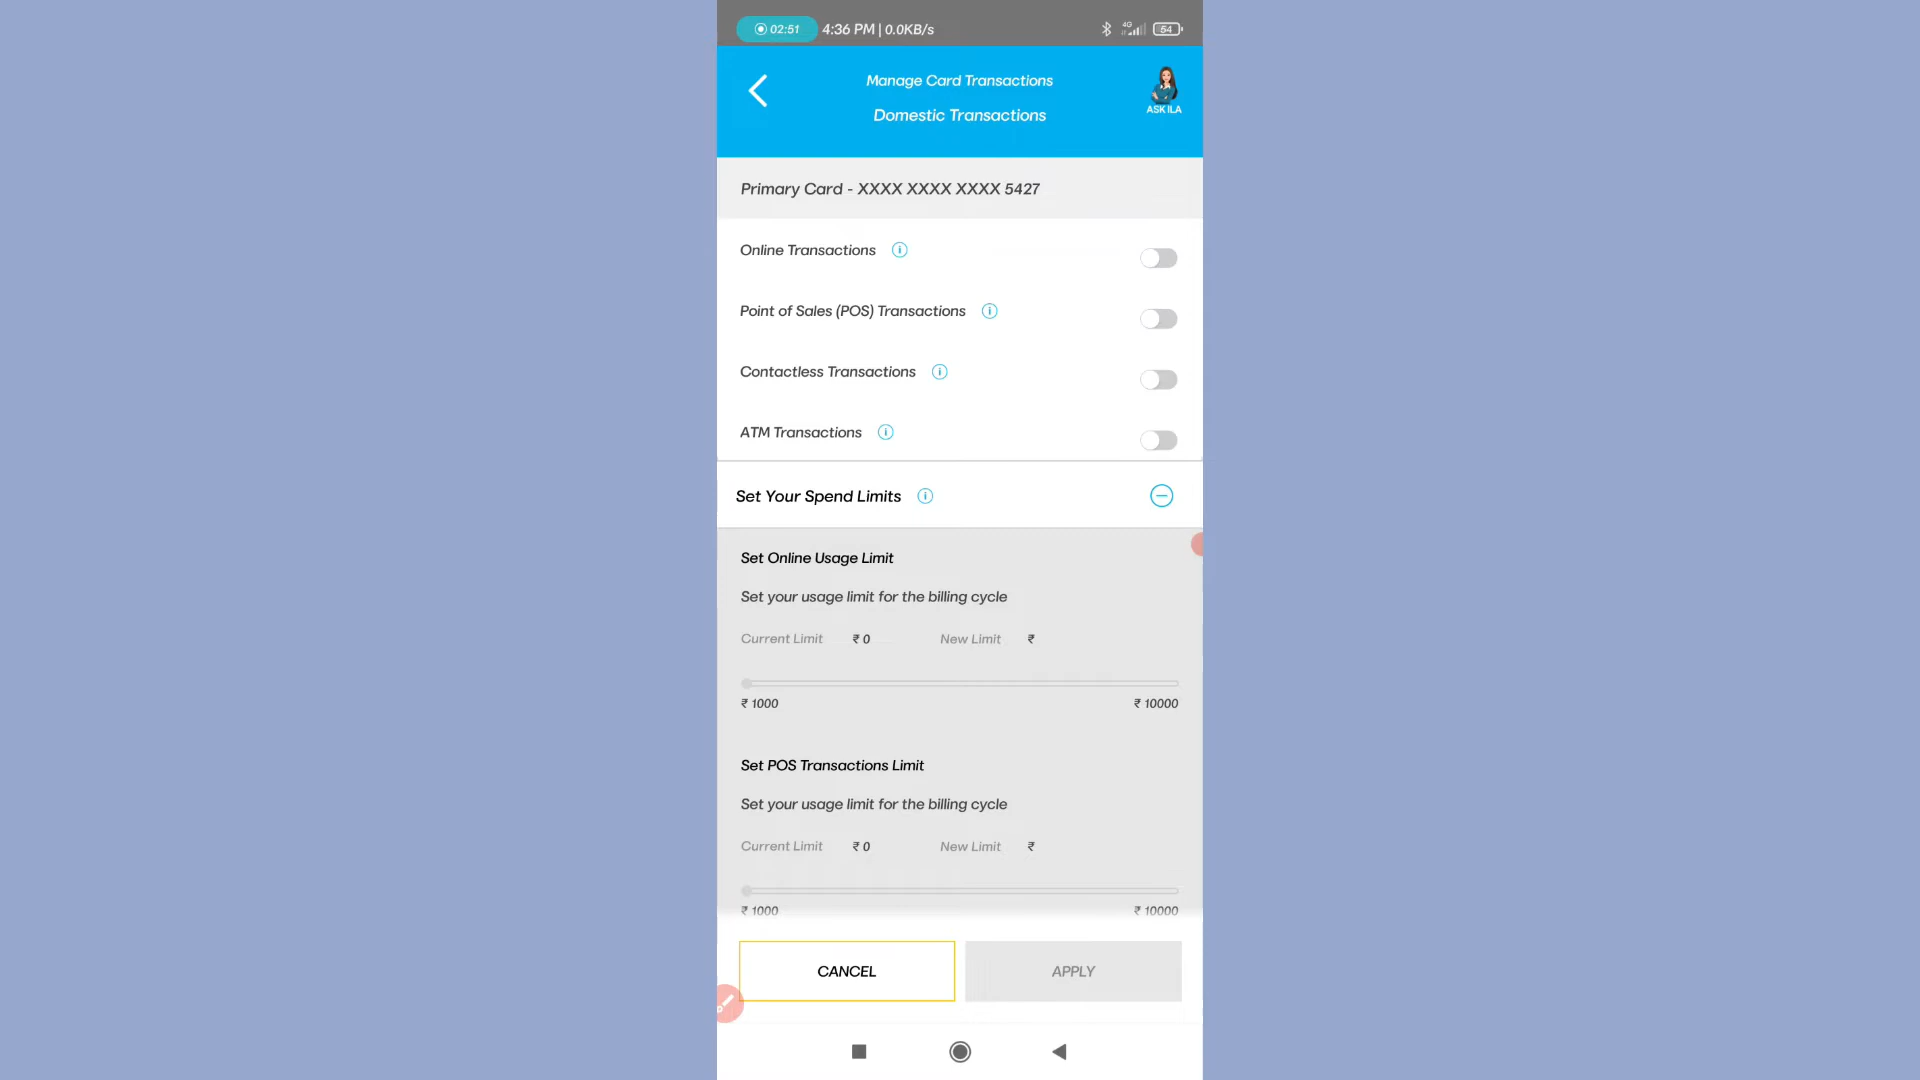 02:51 4:36 PM | 0.0KB/s 4G 54
Manage Card Transactions
Domestic Transactions
ASK ILA
Primary Card - XXXX XXXX XXXX 5427
Online Transactions i
Point of Sales (POS) Transactions i
Contactless Transactions i
ATM Transactions i
Set Your Spend Limits i
Set Online Usage Limit
Set your usage limit for the billing cycle
Current Limit ₹ 0 New Limit ₹
₹ 1000 ₹ 10000
Set POS Transactions Limit
Set your usage limit for the billing cycle
Current Limit ₹ 0 New Limit ₹
₹ 1000 ₹ 10000
CANCEL APPLY